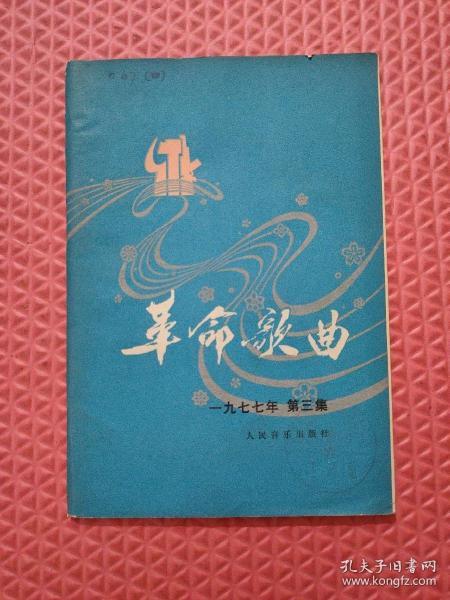 革命歌曲
一九七七年 第三集
人民音乐出版社
孔夫子旧书网
www.kongfz.com